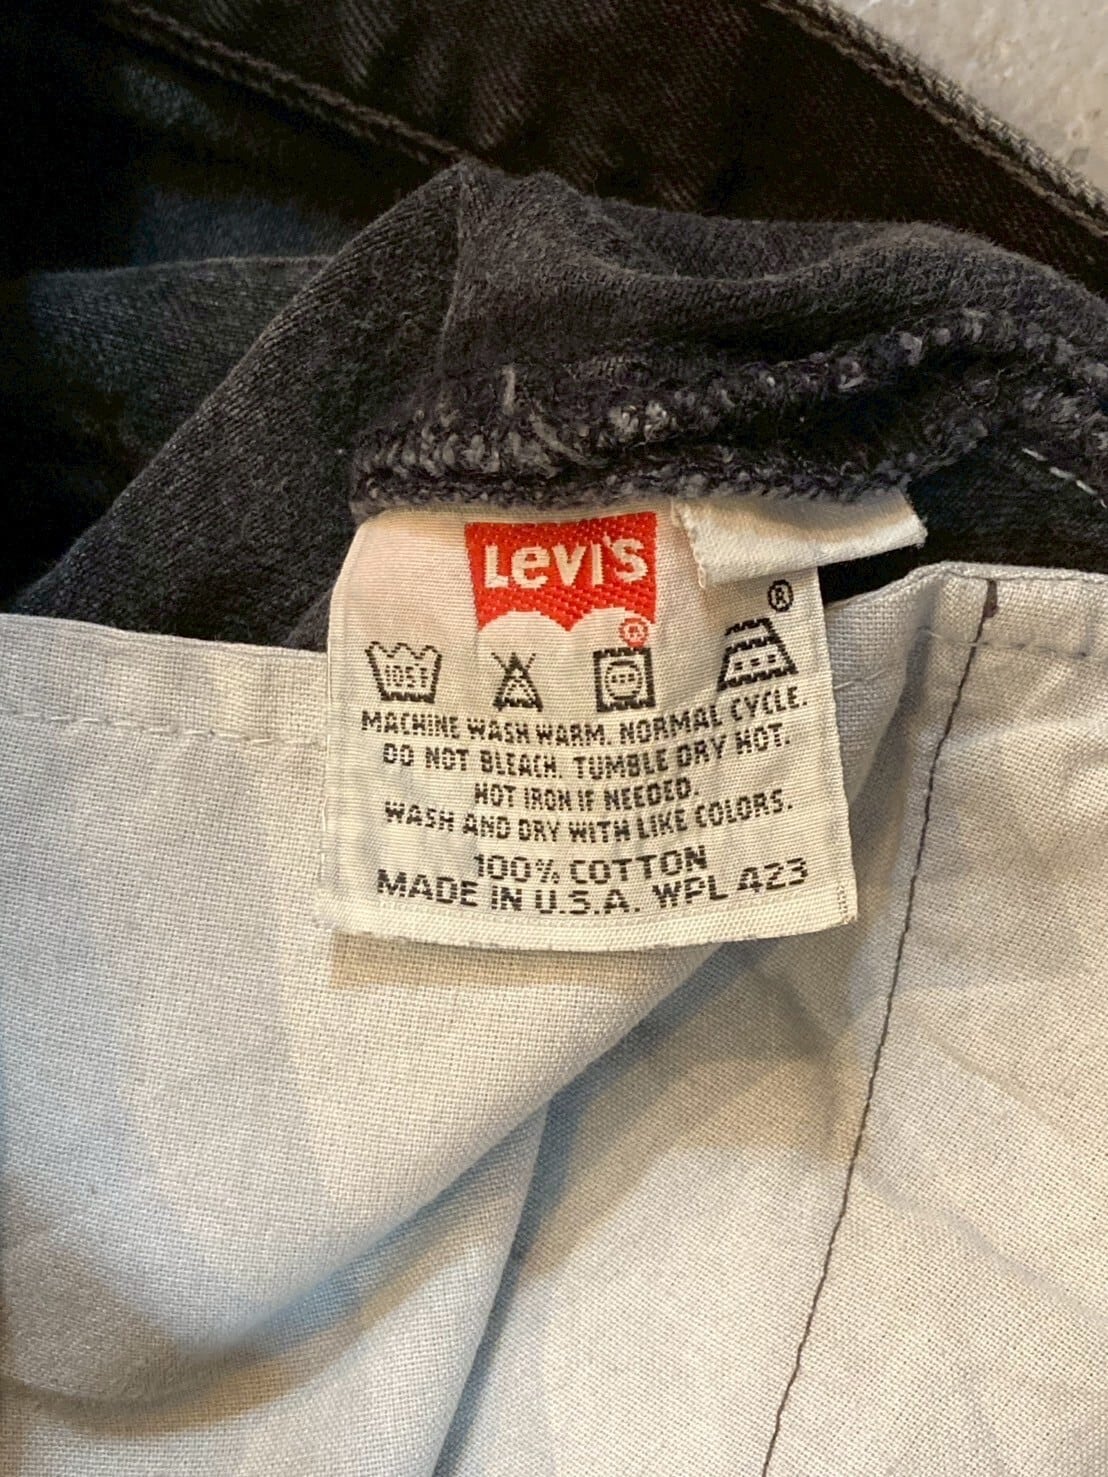 LEVI'S
®
®
105F
MACHINE WASH WARM. NORMAL CYCLE.
DO NOT BLEACH. TUMBLE DRY HOT.
HOT IRON IF NEEDED.
WASH AND DRY WITH LIKE COLORS.
100% COTTON
MADE IN U.S.A. WPL 423